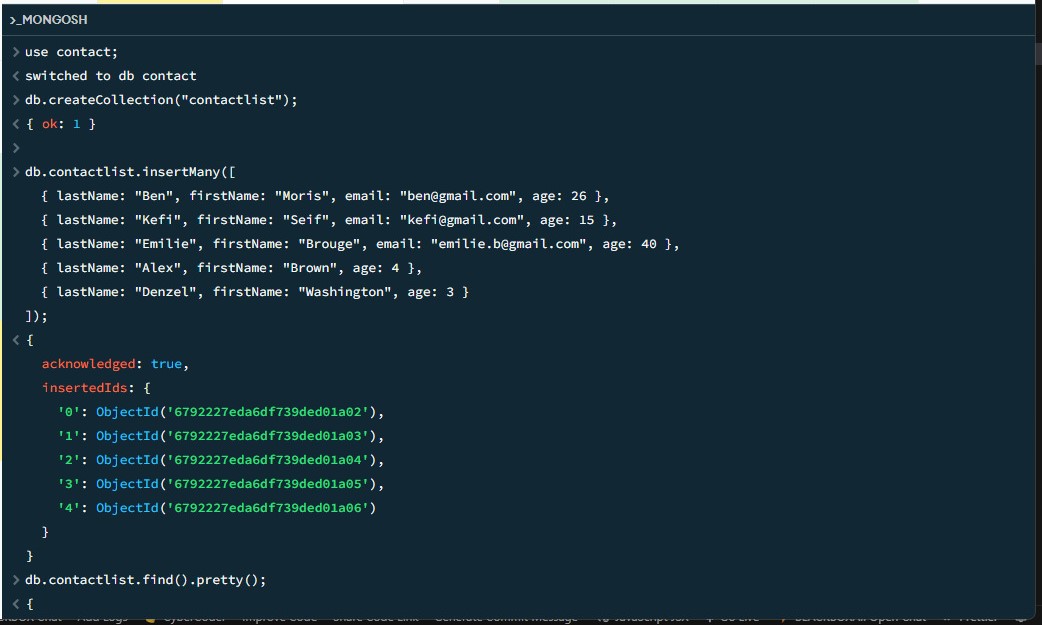 >_MONGOSH
> use contact;
< switched to db contact
> db.createCollection("contactlist");
< { ok: 1 }
>
> db.contactlist.insertMany([
{ lastName: "Ben", firstName: "Moris", email: "ben@gmail.com", age: 26 },
{ lastName: "Kefi", firstName: "Seif", email: "kefi@gmail.com", age: 15 },
{ lastName: "Emilie", firstName: "Brouge", email: "emilie.b@gmail.com", age: 40 },
{ lastName: "Alex", firstName: "Brown", age: 4 },
{ lastName: "Denzel", firstName: "Washington", age: 3 }
]);
< {
acknowledged: true,
insertedIds: {
'0': ObjectId('6792227eda6df739ded01a02'),
'1': ObjectId('6792227eda6df739ded01a03'),
'2': ObjectId('6792227eda6df739ded01a04'),
'3': ObjectId('6792227eda6df739ded01a05'),
'4': ObjectId('6792227eda6df739ded01a06')
}
}
> db.contactlist.find().pretty();
< {